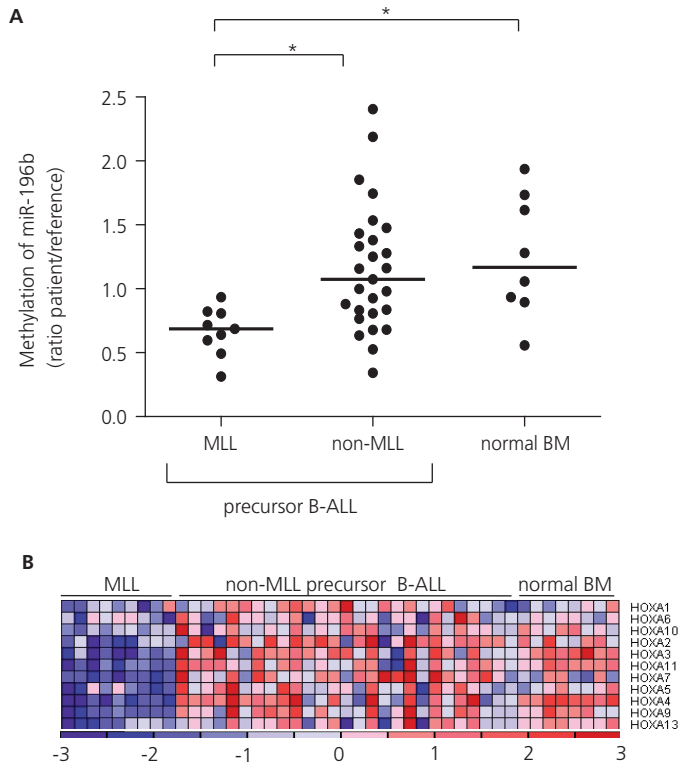 A
*
*
Methylation of miR-196b
(ratio patient/reference)
2.5
2.0
1.5
1.0
0.5
0.0
MLL
non-MLL
normal BM
precursor B-ALL
B
MLL
non-MLL precursor B-ALL
normal BM
HOXA1
HOXA6
HOXA10
HOXA2
HOXA3
HOXA11
HOXA7
HOXA5
HOXA4
HOXA9
HOXA13
-3 -2 -1 0 1 2 3